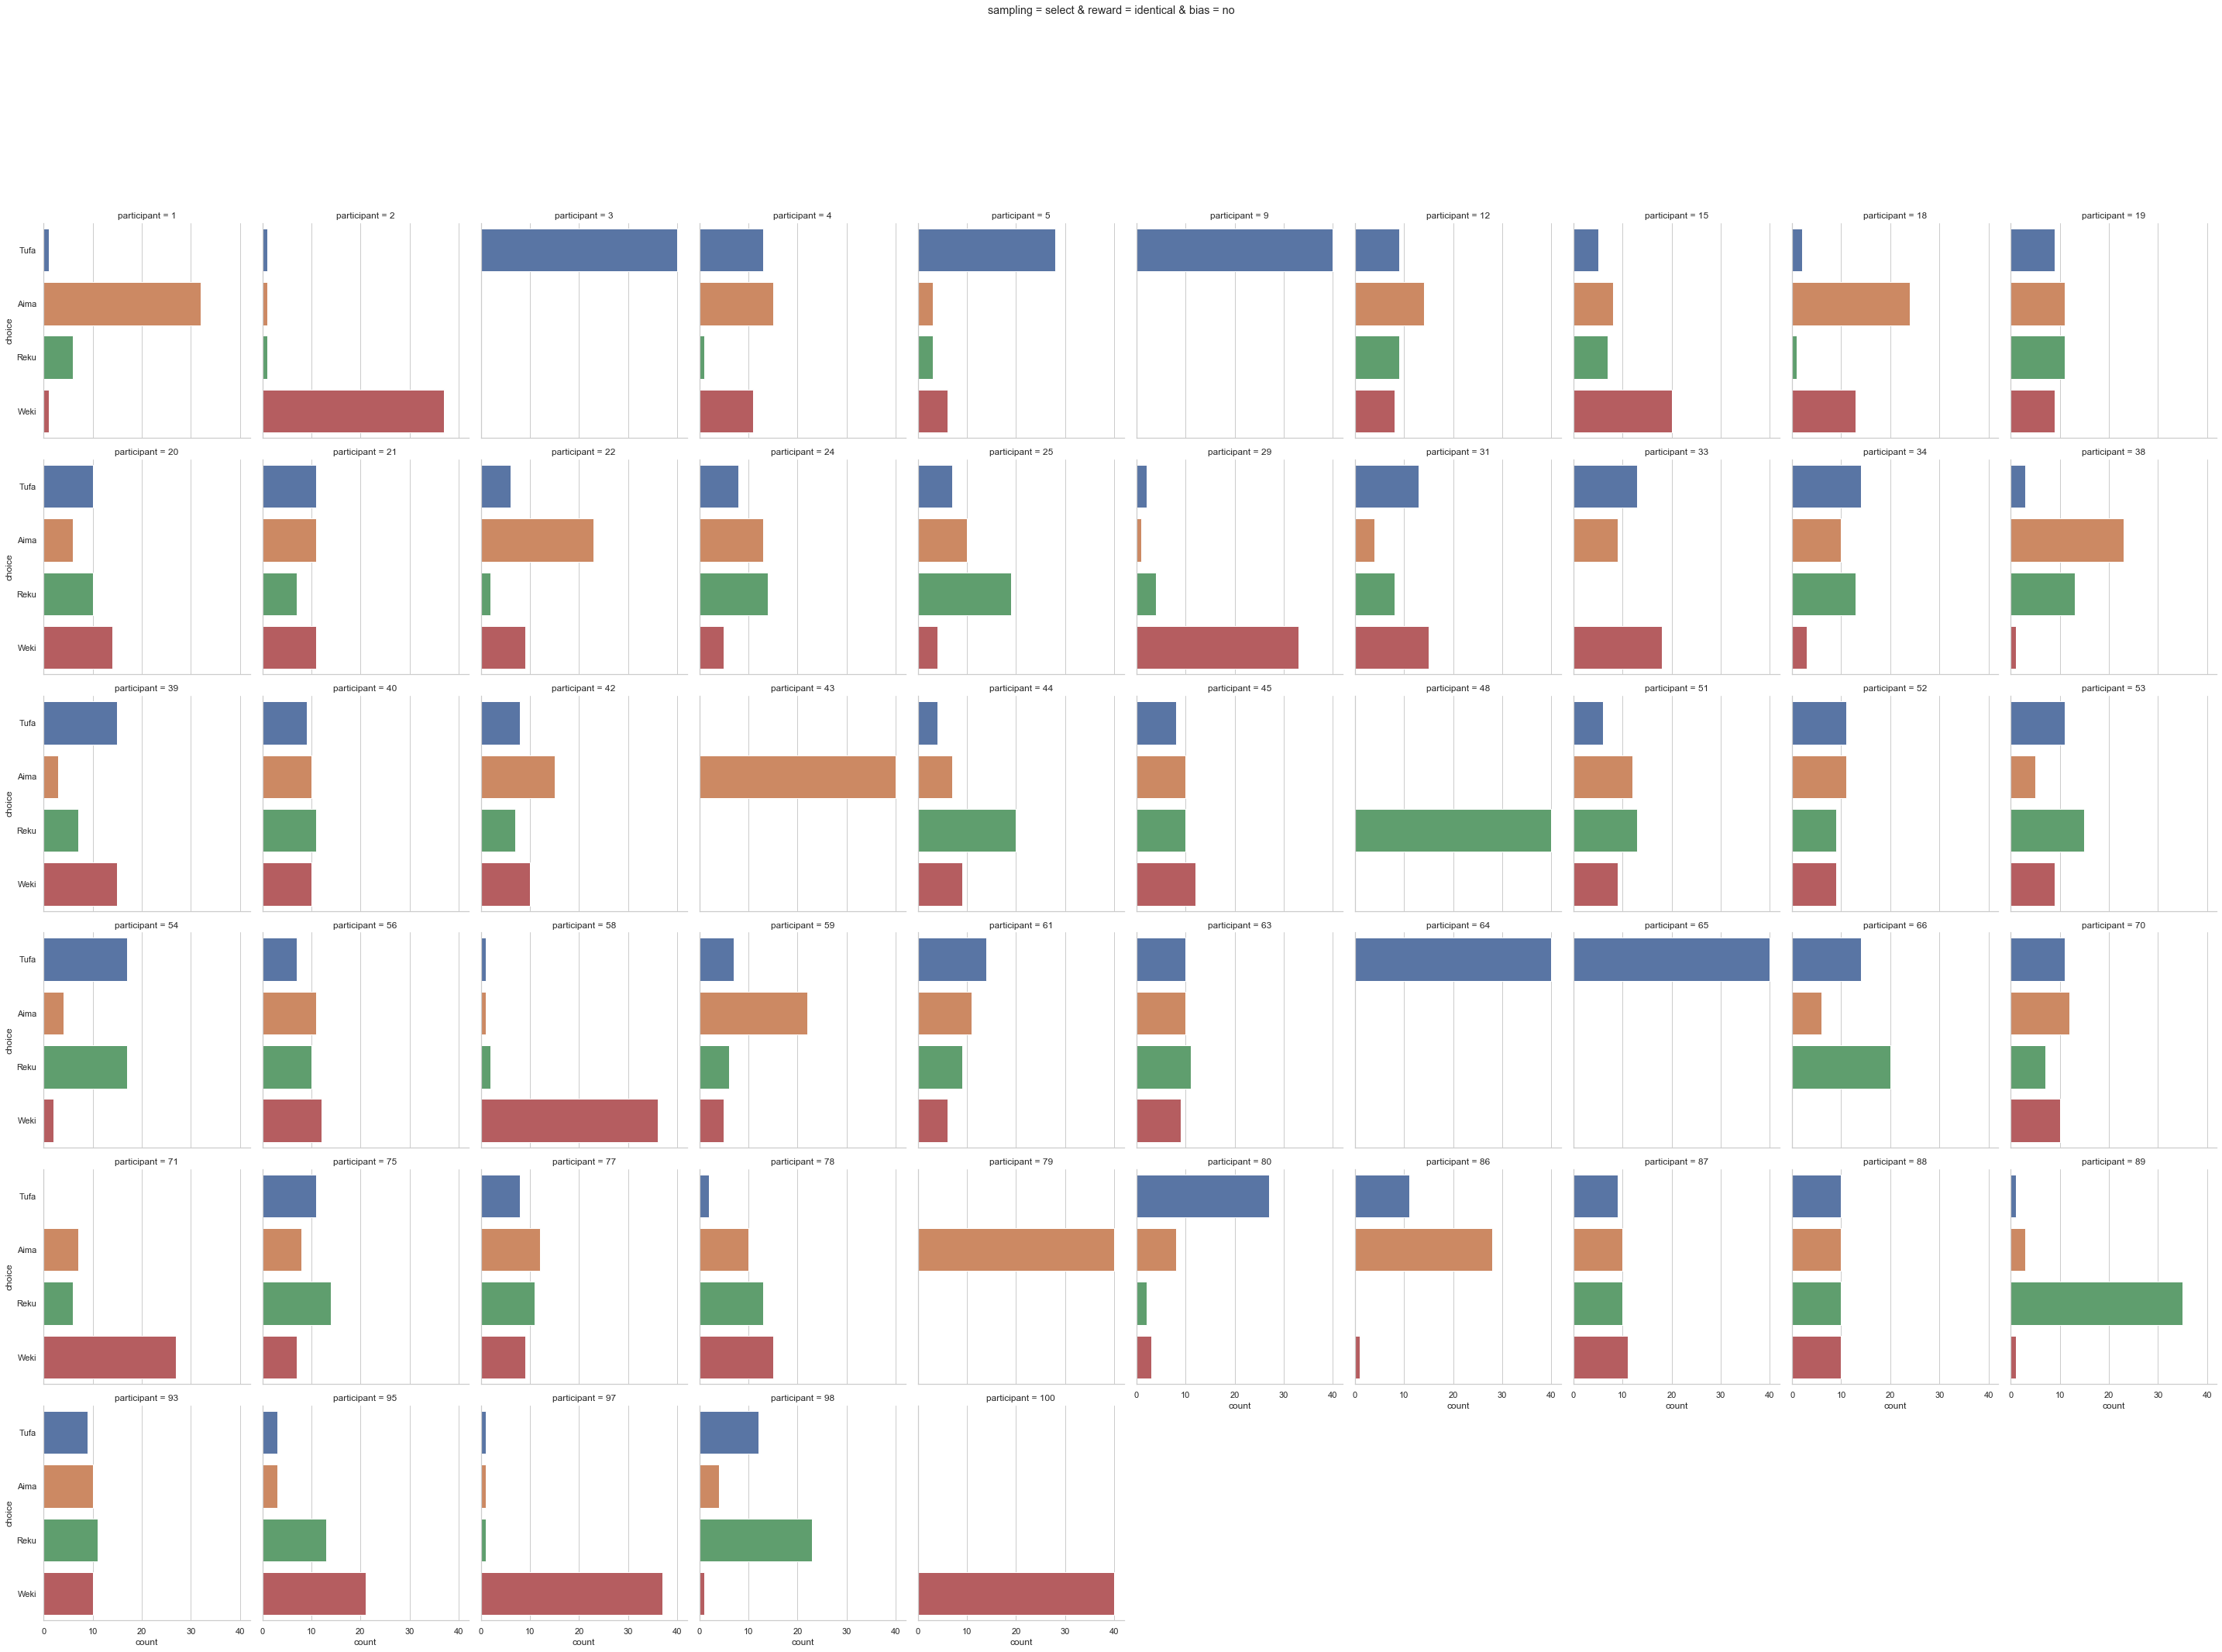 sampling = select & reward = identical & bias = no
participant = 1 participant = 2 participant = 3 participant = 4 participant = 5 participant = 9 participant = 12 participant = 15 participant = 18 participant = 19
Tufa
Aima
choice
Reku
Weki
participant = 20 participant = 21 participant = 22 participant = 24 participant = 25 participant = 29 participant = 31 participant = 33 participant = 34 participant = 38
Tufa
Aima
choice
Reku
Weki
participant = 39 participant = 40 participant = 42 participant = 43 participant = 44 participant = 45 participant = 48 participant = 51 participant = 52 participant = 53
Tufa
Aima
choice
Reku
Weki
participant = 54 participant = 56 participant = 58 participant = 59 participant = 61 participant = 63 participant = 64 participant = 65 participant = 66 participant = 70
Tufa
Aima
choice
Reku
Weki
participant = 71 participant = 75 participant = 77 participant = 78 participant = 79 participant = 80 participant = 86 participant = 87 participant = 88 participant = 89
Tufa
Aima
choice
Reku
Weki
0 10 20 30 40 0 10 20 30 40 0 10 20 30 40 0 10 20 30 40 0 10 20 30 40
count count count count count
participant = 93 participant = 95 participant = 97 participant = 98 participant = 100
Tufa
Aima
choice
Reku
Weki
0 10 20 30 40 0 10 20 30 40 0 10 20 30 40 0 10 20 30 40 0 10 20 30 40
count count count count count